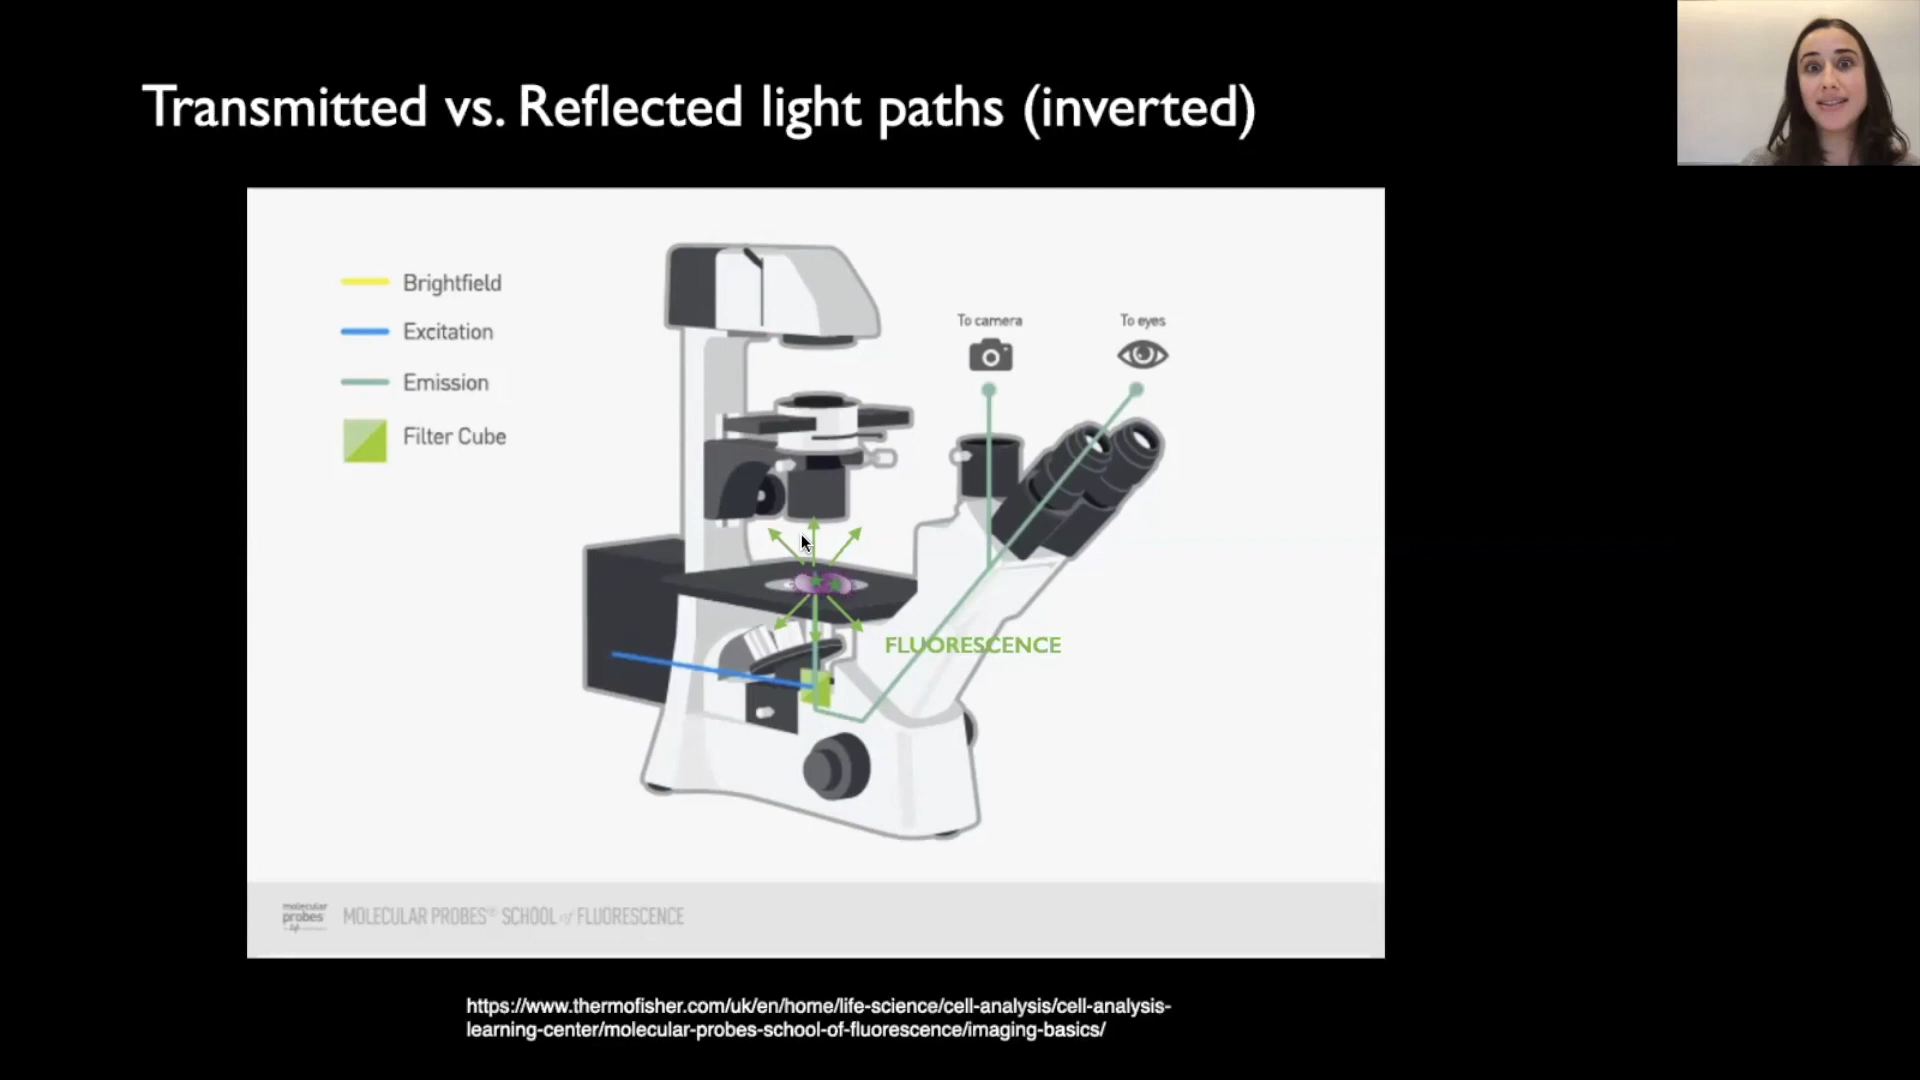 Transmitted vs. Reflected light paths (inverted)
Brightfield
Excitation
Emission
Filter Cube
To camera
To eyes
FLUORESCENCE
molecular
probes
MOLECULAR PROBES® SCHOOL of FLUORESCENCE
https://www.thermofisher.com/uk/en/home/life-science/cell-analysis/cell-analysis-
learning-center/molecular-probes-school-of-fluorescence/imaging-basics/